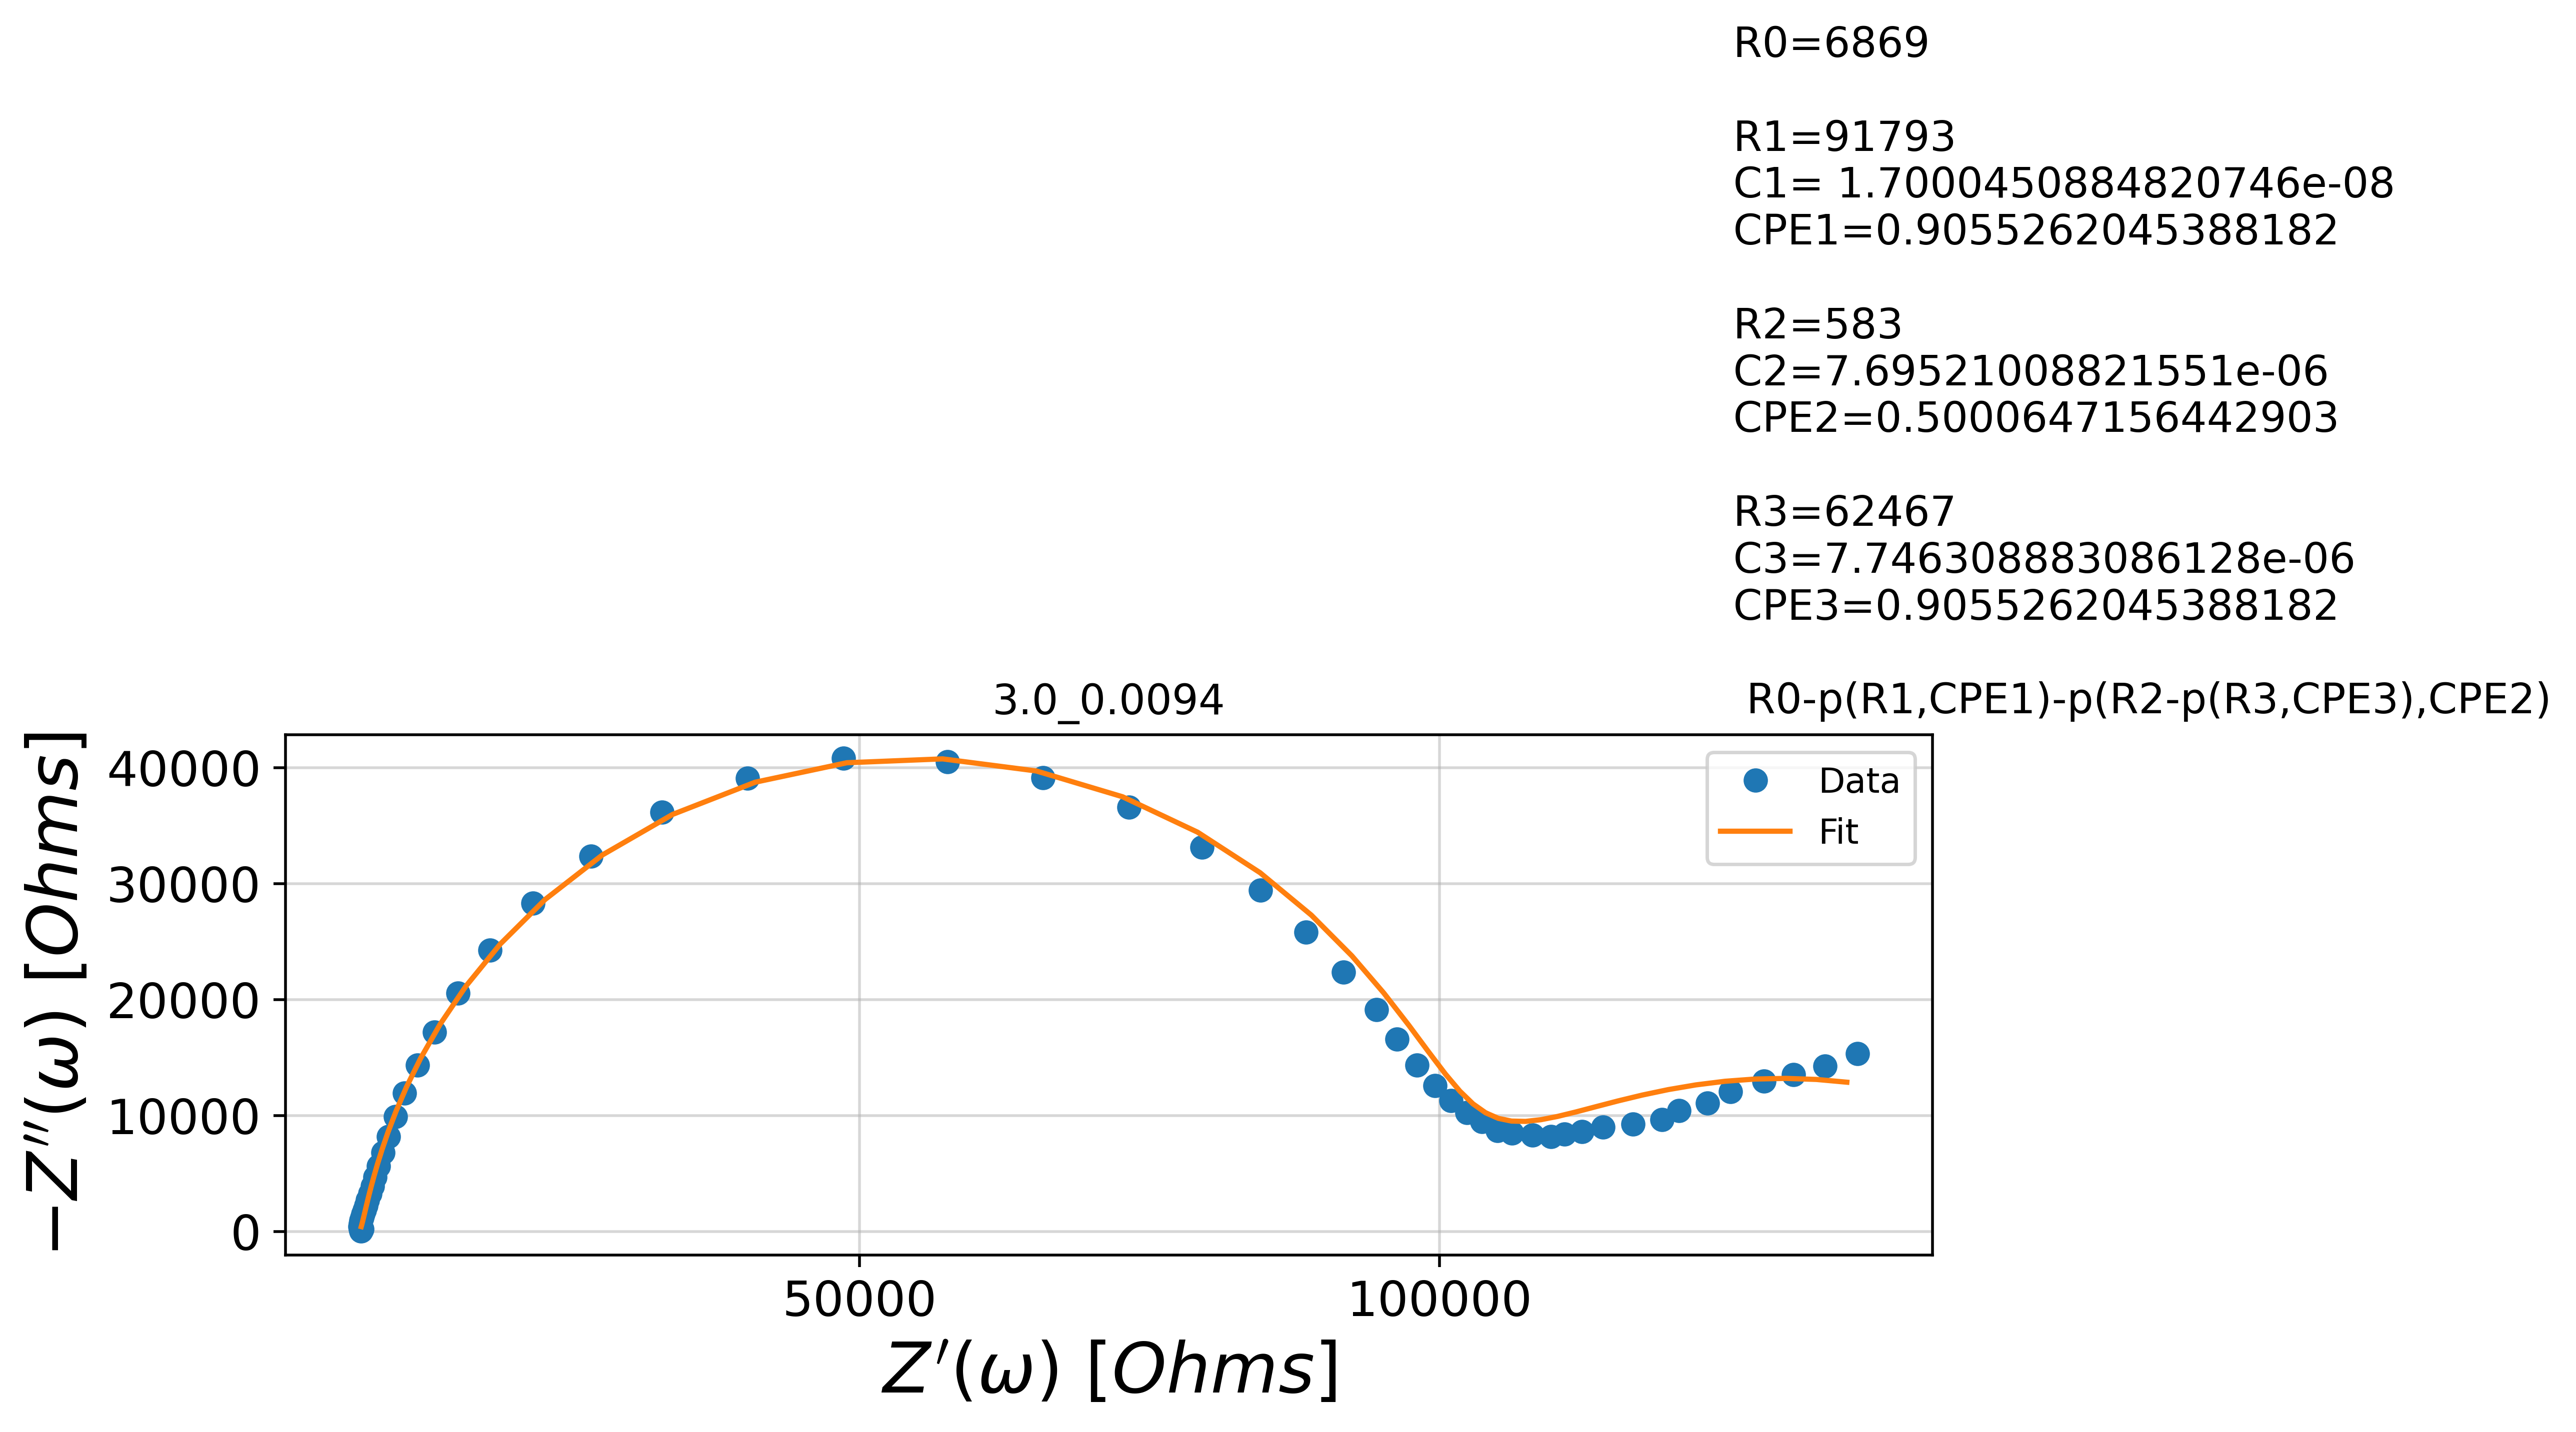 R0=6869
R1=91793
C1= 1.7000450884820746e-08
CPE1=0.9055262045388182
R2=583
C2=7.69521008821551e-06
CPE2=0.5000647156442903
R3=62467
C3=7.746308883086128e-06
CPE3=0.9055262045388182
3.0_0.0094
R0-p(R1,CPE1)-p(R2-p(R3,CPE3),CPE2)
Data
Fit
40000
30000
20000
10000
0
−Z''(ω) [Ohms]
50000
100000
Z'(ω) [Ohms]